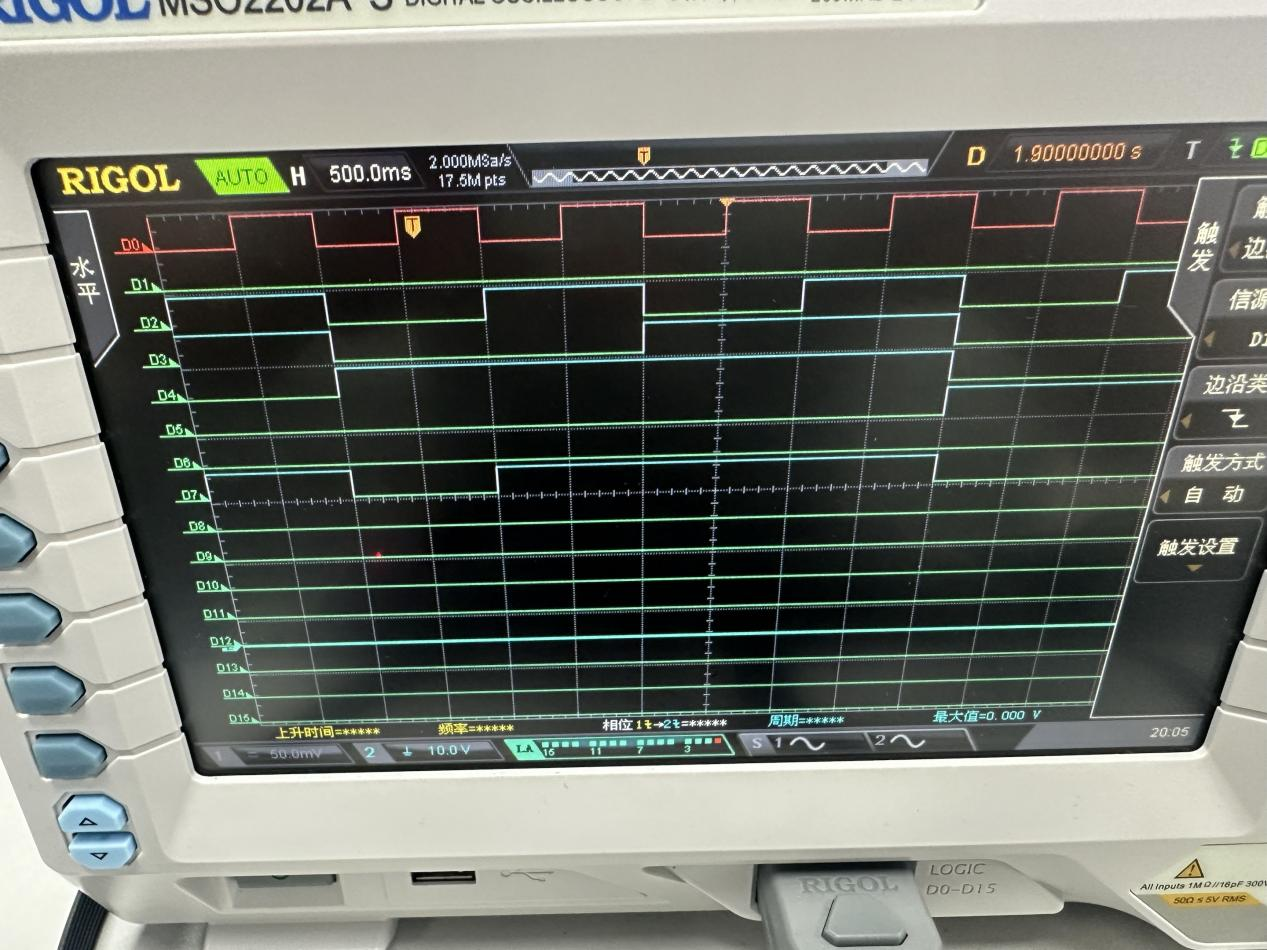 RIGOL MSO2202A-S
RIGOL AUTO H 500.0ms 2.000MSa/s 17.5M pts T D 1.90000000 s T
水平
触发
D0
D1
D2
D3
D4
D5
D6
D7
D8
D9
D10
D11
D12
D13
D14
D15
T
信源
边沿类
触发方式
自动
触发设置
上升时间=***** 频率=***** 相位1→2=***** 周期=***** 最大值=0.000 V
1 = 50.0mV 2 10.0 V LA 15 11 7 3 S 1 2 20:05
RIGOL
LOGIC
D0-D15
All Inputs 1MΩ//16pF 300V
50Ω ≤ 5V RMS